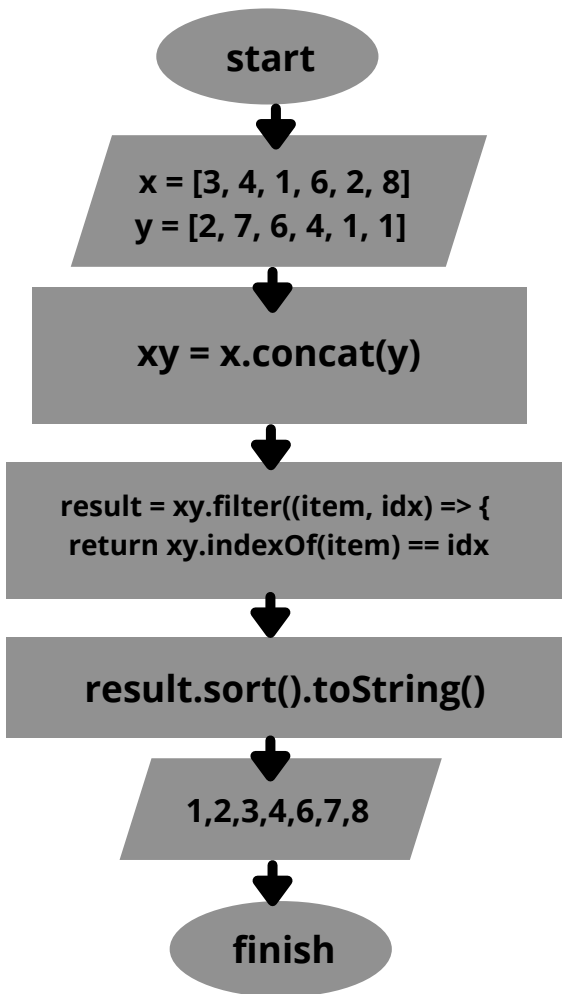 start
x = [3, 4, 1, 6, 2, 8]
y = [2, 7, 6, 4, 1, 1]
xy = x.concat(y)
result = xy.filter((item, idx) => {
return xy.indexOf(item) == idx
result.sort().toString()
1,2,3,4,6,7,8
finish